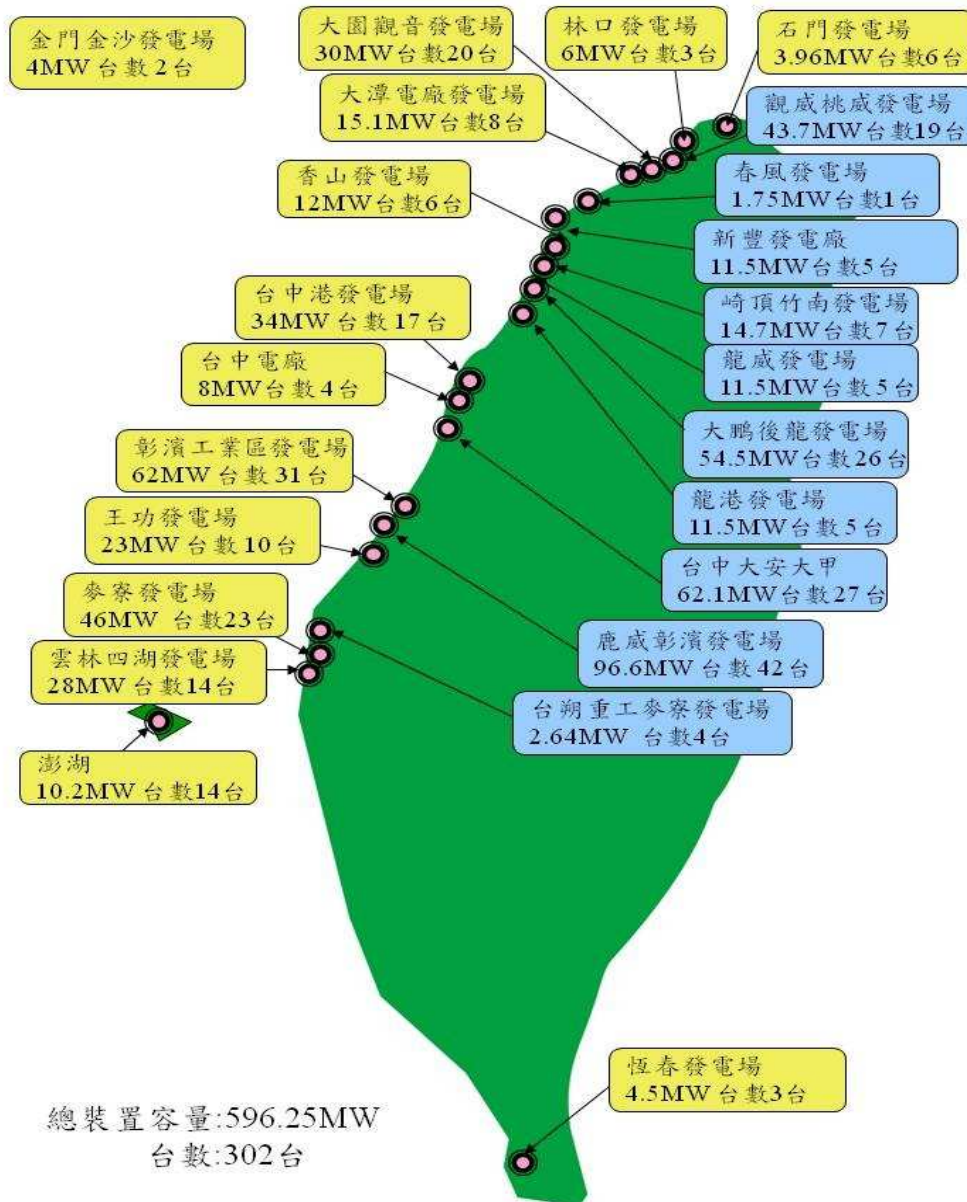 金門金沙發電場
4MW 台數 2 台
大園觀音發電場
30MW台數20台
林口發電場
6MW台數3台
石門發電場
3.96MW台數6台
大潭電廠發電場
15.1MW台數8台
觀威桃威發電場
43.7MW台數19台
香山發電場
12MW台數6台
春風發電場
1.75MW台數1台
新豐發電廠
11.5MW台數5台
台中港發電場
34MW台數 17台
崎頂竹南發電場
14.7MW台數7台
台中電廠
8MW台數 4台
龍威發電場
11.5MW台數 5台
大鵬後龍發電場
54.5MW台數26台
彰濱工業區發電場
62MW 台數 31台
龍港發電場
11.5MW台數 5台
王功發電場
23MW 台數 10台
台中大安大甲
62.1MW台數27台
麥寮發電場
46MW 台數23台
鹿威彰濱發電場
96.6MW 台數 42台
雲林四湖發電場
28MW 台數14台
台朔重工麥寮發電場
2.64MW 台數4台
澎湖
10.2MW 台數14台
恆春發電場
4.5MW 台數3台
總裝置容量:596.25MW
台數:302台